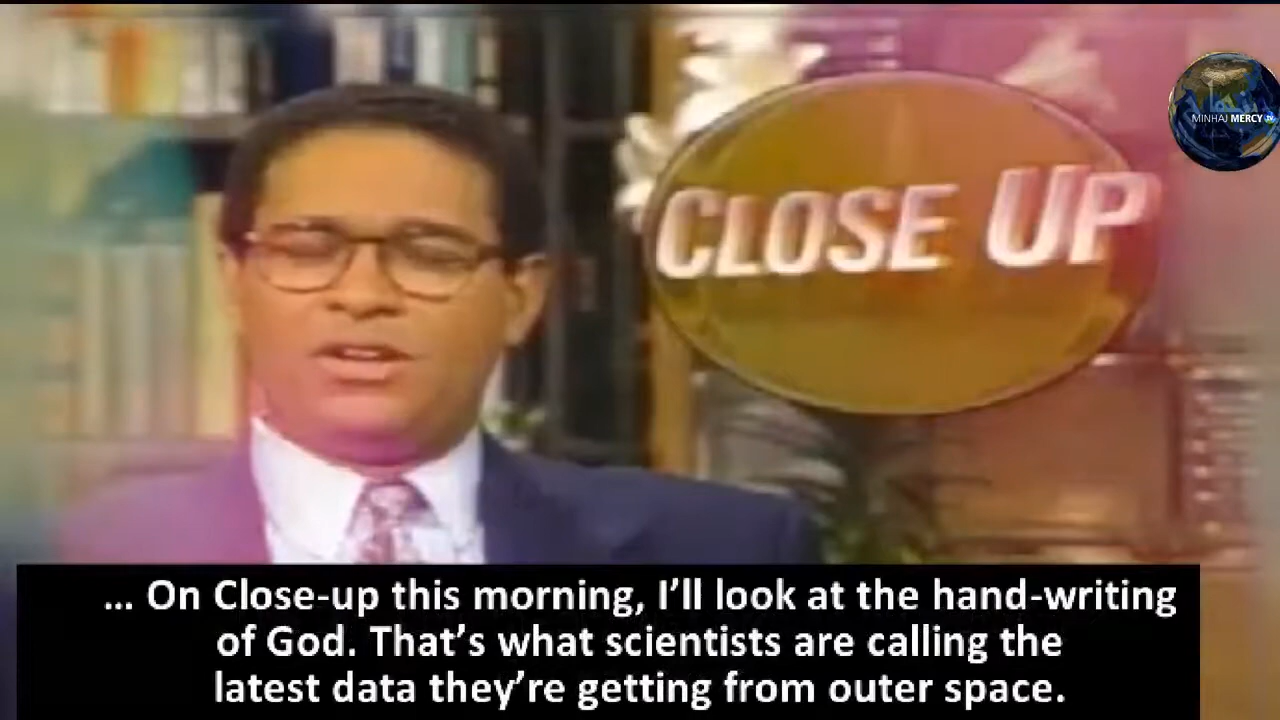 CLOSE UP
MINHAJ MERCY.tv
... On Close-up this morning, I'll look at the hand-writing
of God. That's what scientists are calling the
latest data they're getting from outer space.